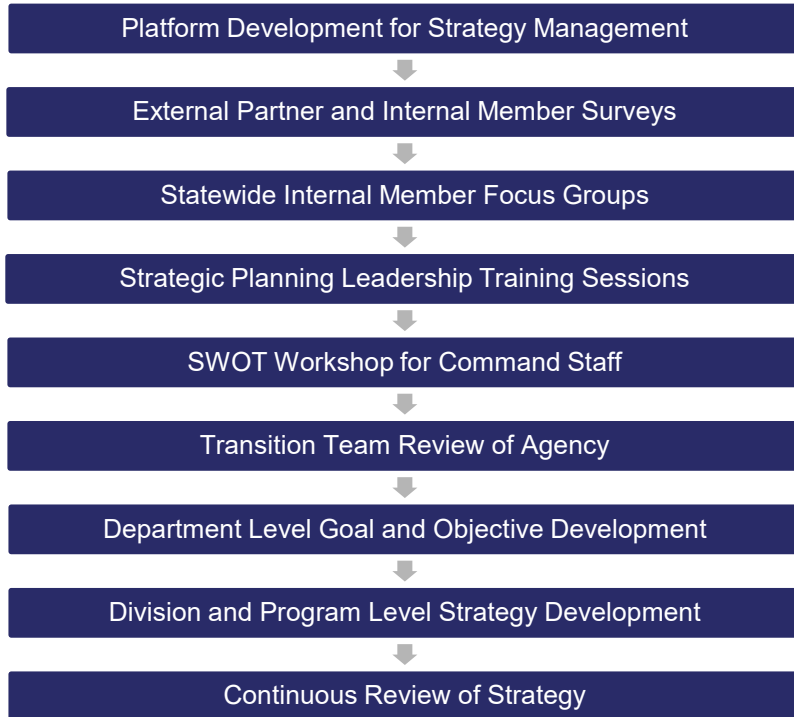 Platform Development for Strategy Management
External Partner and Internal Member Surveys
Statewide Internal Member Focus Groups
Strategic Planning Leadership Training Sessions
SWOT Workshop for Command Staff
Transition Team Review of Agency
Department Level Goal and Objective Development
Division and Program Level Strategy Development
Continuous Review of Strategy